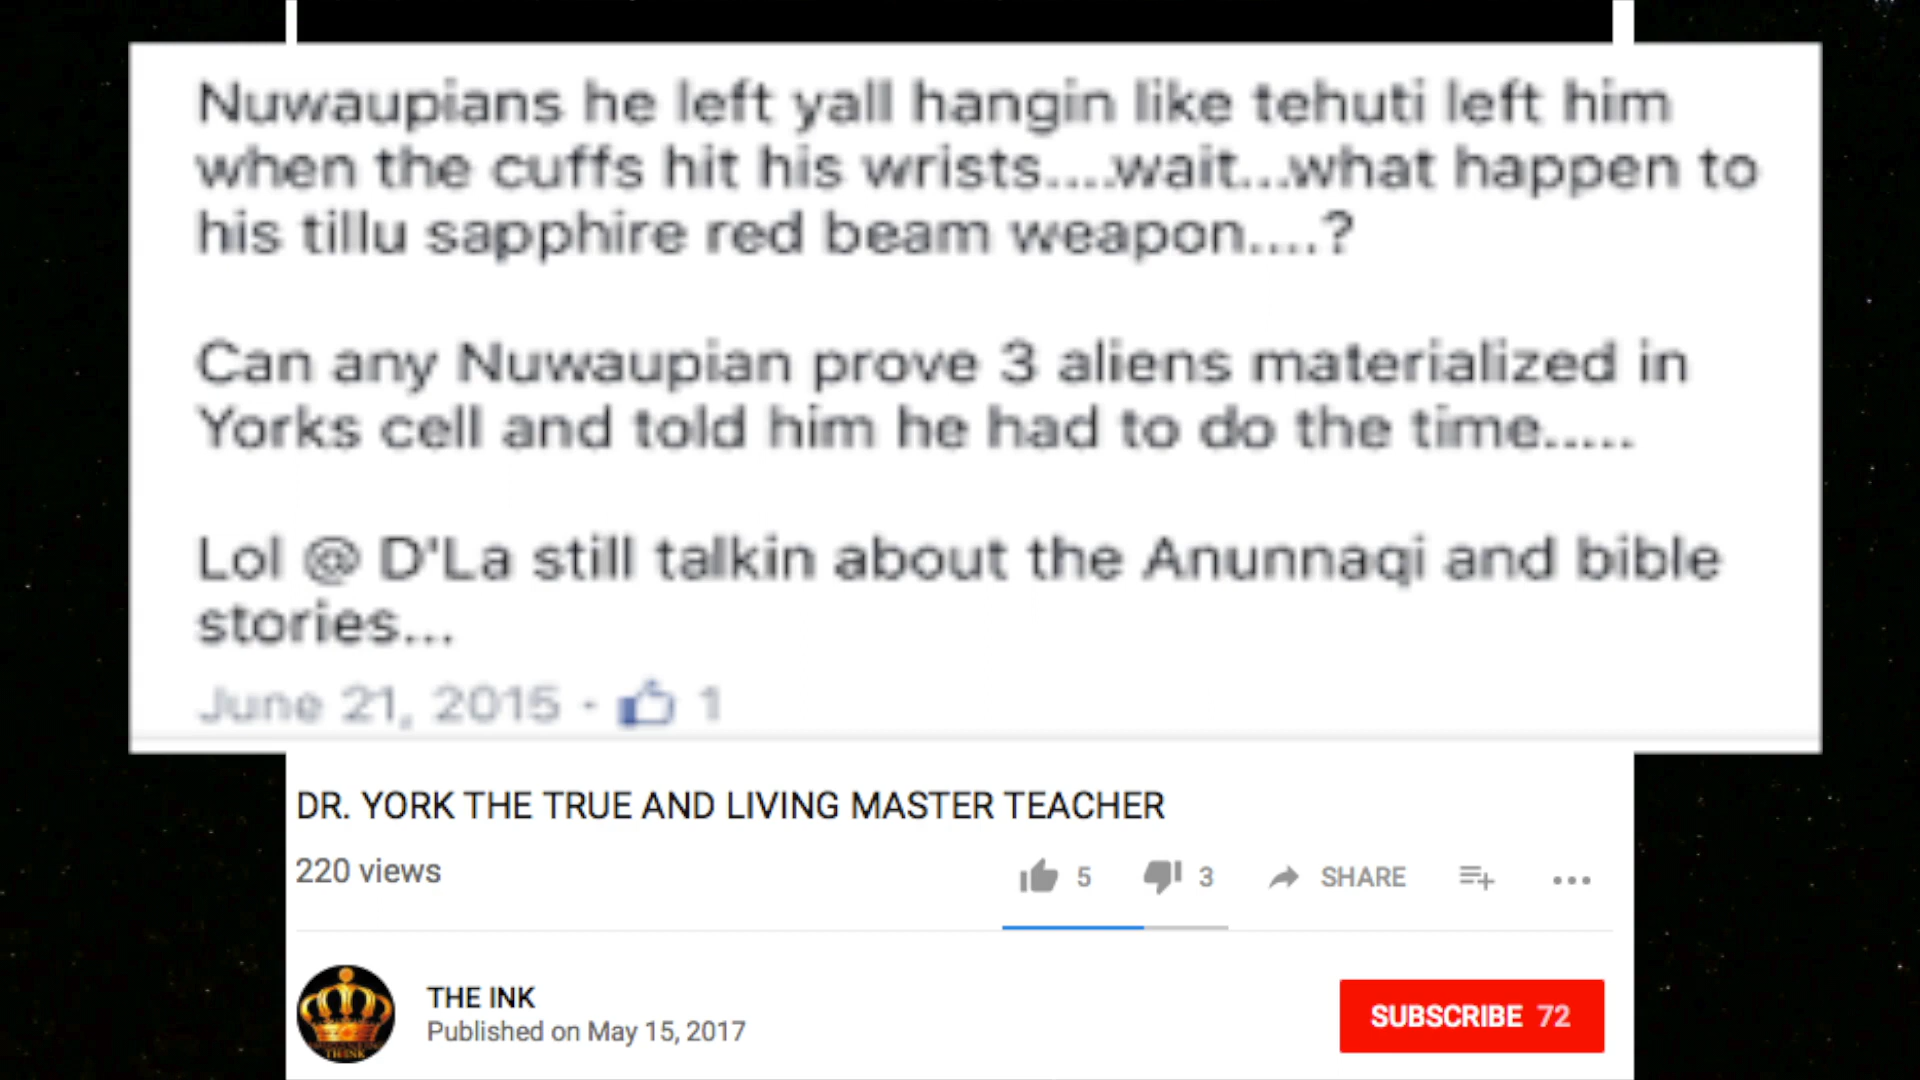 Nuwaupians he left yall hangin like tehuti left him
when the cuffs hit his wrists....wait...what happen to
his tillu sapphire red beam weapon....?
Can any Nuwaupian prove 3 aliens materialized in
Yorks cell and told him he had to do the time.....
Lol @ D'La still talkin about the Anunnaqi and bible
stories...
June 21, 2015 · 1
DR. YORK THE TRUE AND LIVING MASTER TEACHER
220 views
5 3 SHARE
THE INK
Published on May 15, 2017
SUBSCRIBE 72